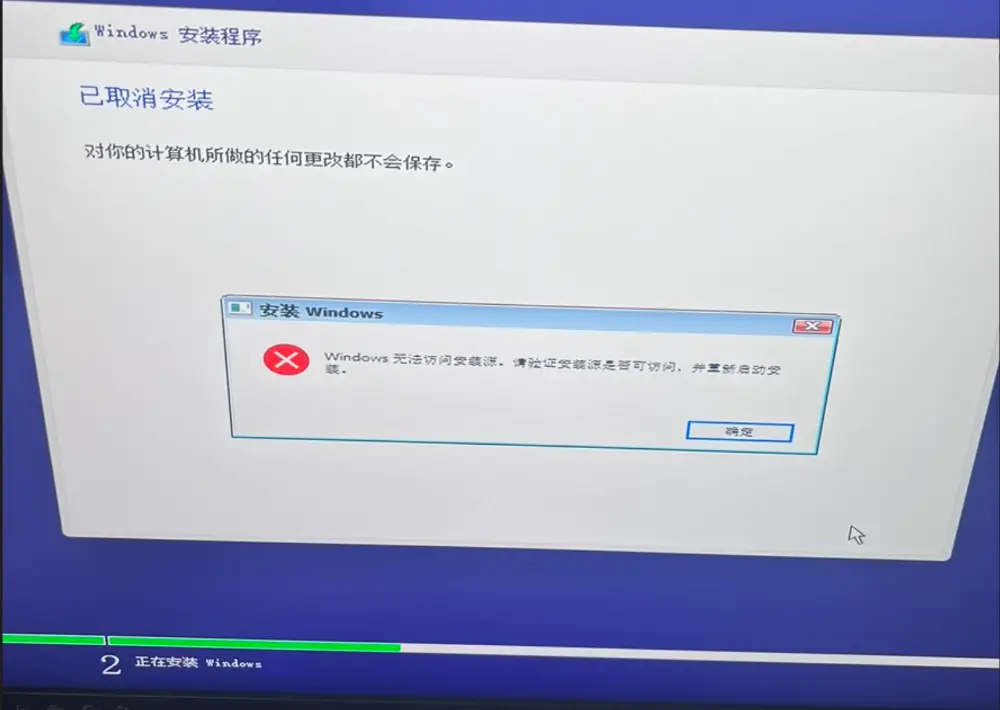 Windows 安装程序
已取消安装
对你的计算机所做的任何更改都不会保存。
安装 Windows
Windows 无法访问安装源。请验证安装源是否可访问，并重新启动安
装。
确定
2 正在安装 Windows